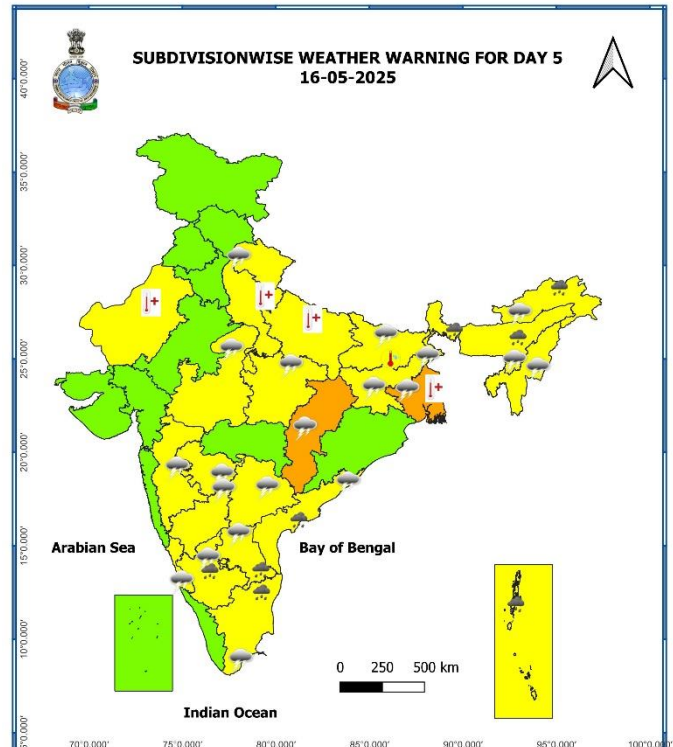 SUBDIVISIONWISE WEATHER WARNING FOR DAY 5
16-05-2025
40°0.000'
35°0.000'
30°0.000'
25°0.000'
20°0.000'
15°0.000'
10°0.000'
5°0.000'
Arabian Sea
Bay of Bengal
0 250 500 km
Indian Ocean
70°0.000' 75°0.000' 80°0.000' 85°0.000' 90°0.000' 95°0.000' 100°0.000'